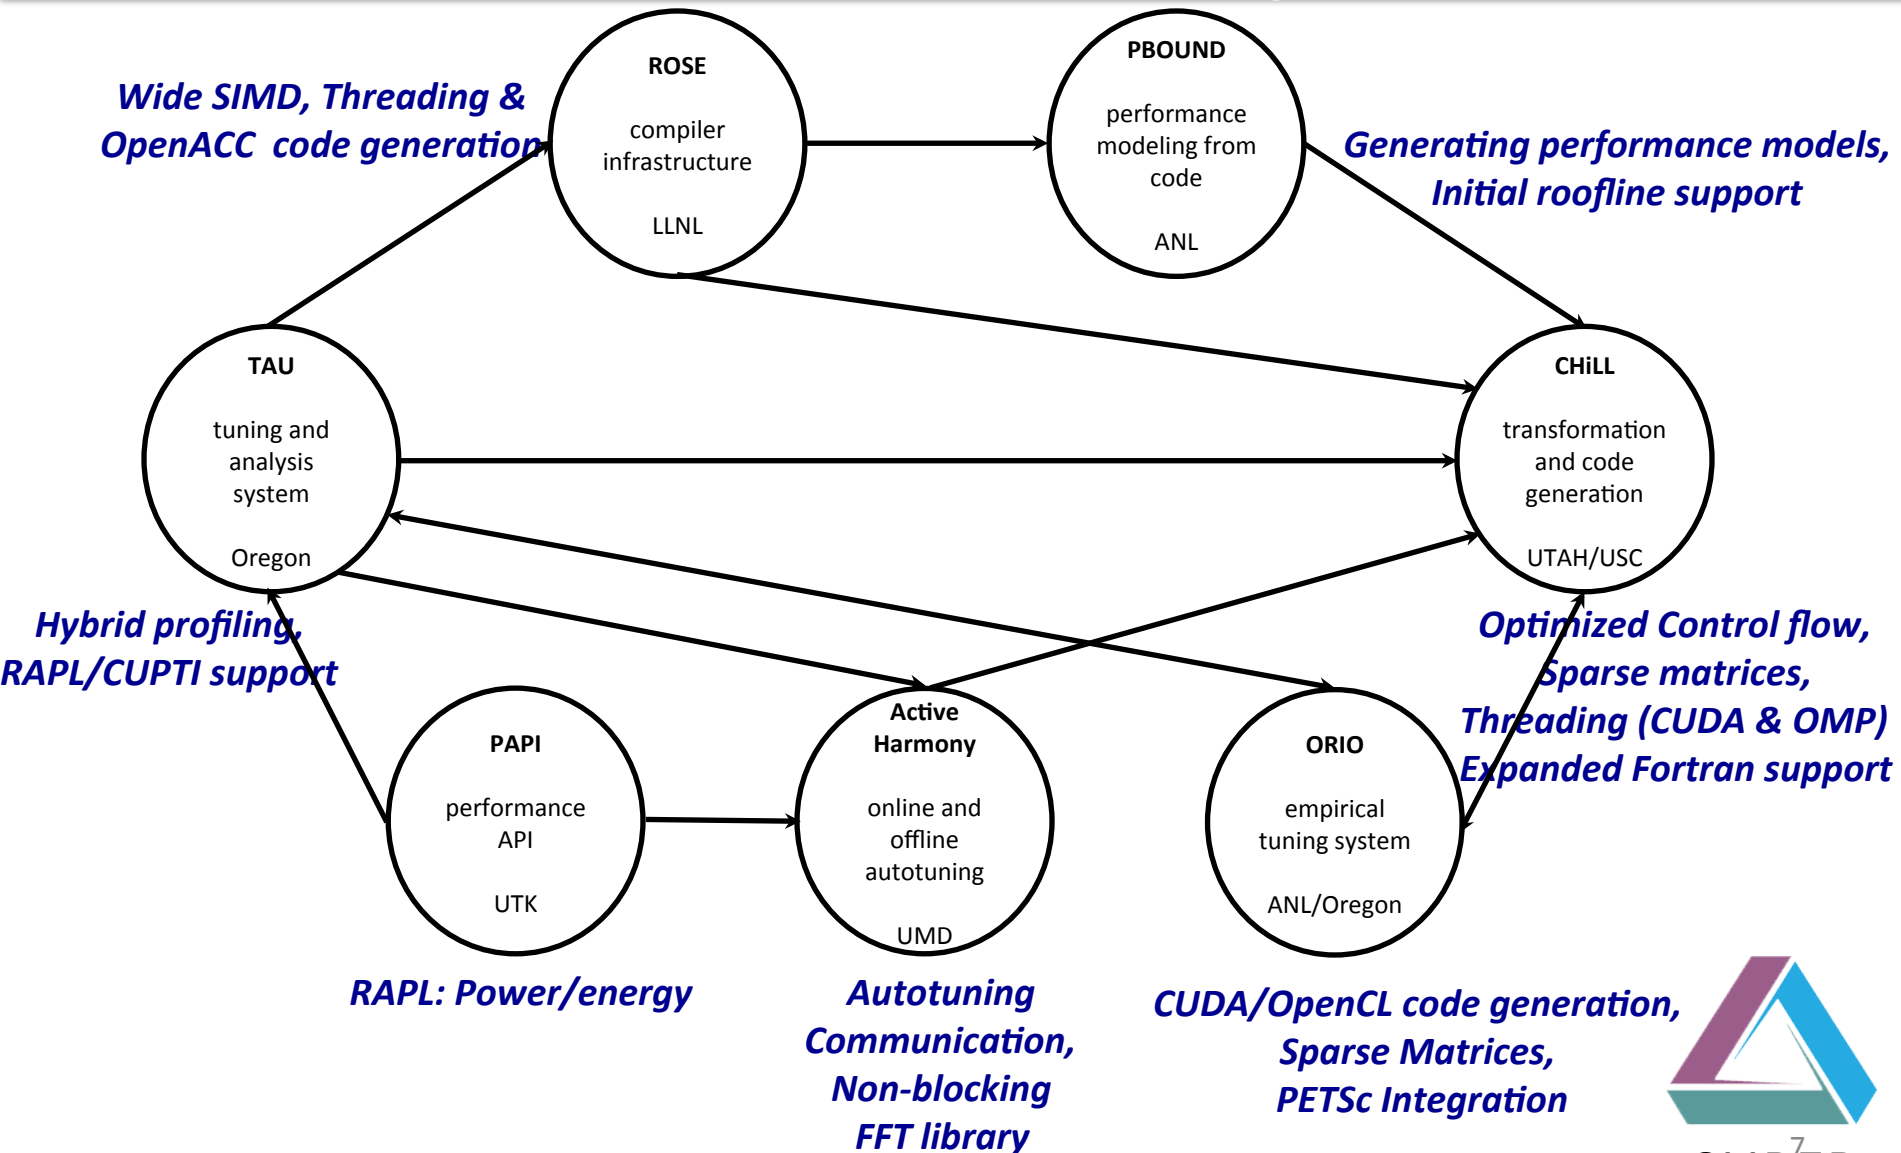 ROSE
compiler
infrastructure
LLNL
PBOUND
performance
modeling from
code
ANL
Wide SIMD, Threading &
OpenACC code generation
Generating performance models,
Initial roofline support
TAU
tuning and
analysis
system
Oregon
CHiLL
transformation
and code
generation
UTAH/USC
Hybrid profiling,
RAPL/CUPTI support
Optimized Control flow,
Sparse matrices,
Threading (CUDA & OMP)
Expanded Fortran support
PAPI
performance
API
UTK
Active
Harmony
online and
offline
autotuning
UMD
ORIO
empirical
tuning system
ANL/Oregon
RAPL: Power/energy
Autotuning
Communication,
Non-blocking
FFT library
CUDA/OpenCL code generation,
Sparse Matrices,
PETSc Integration
7